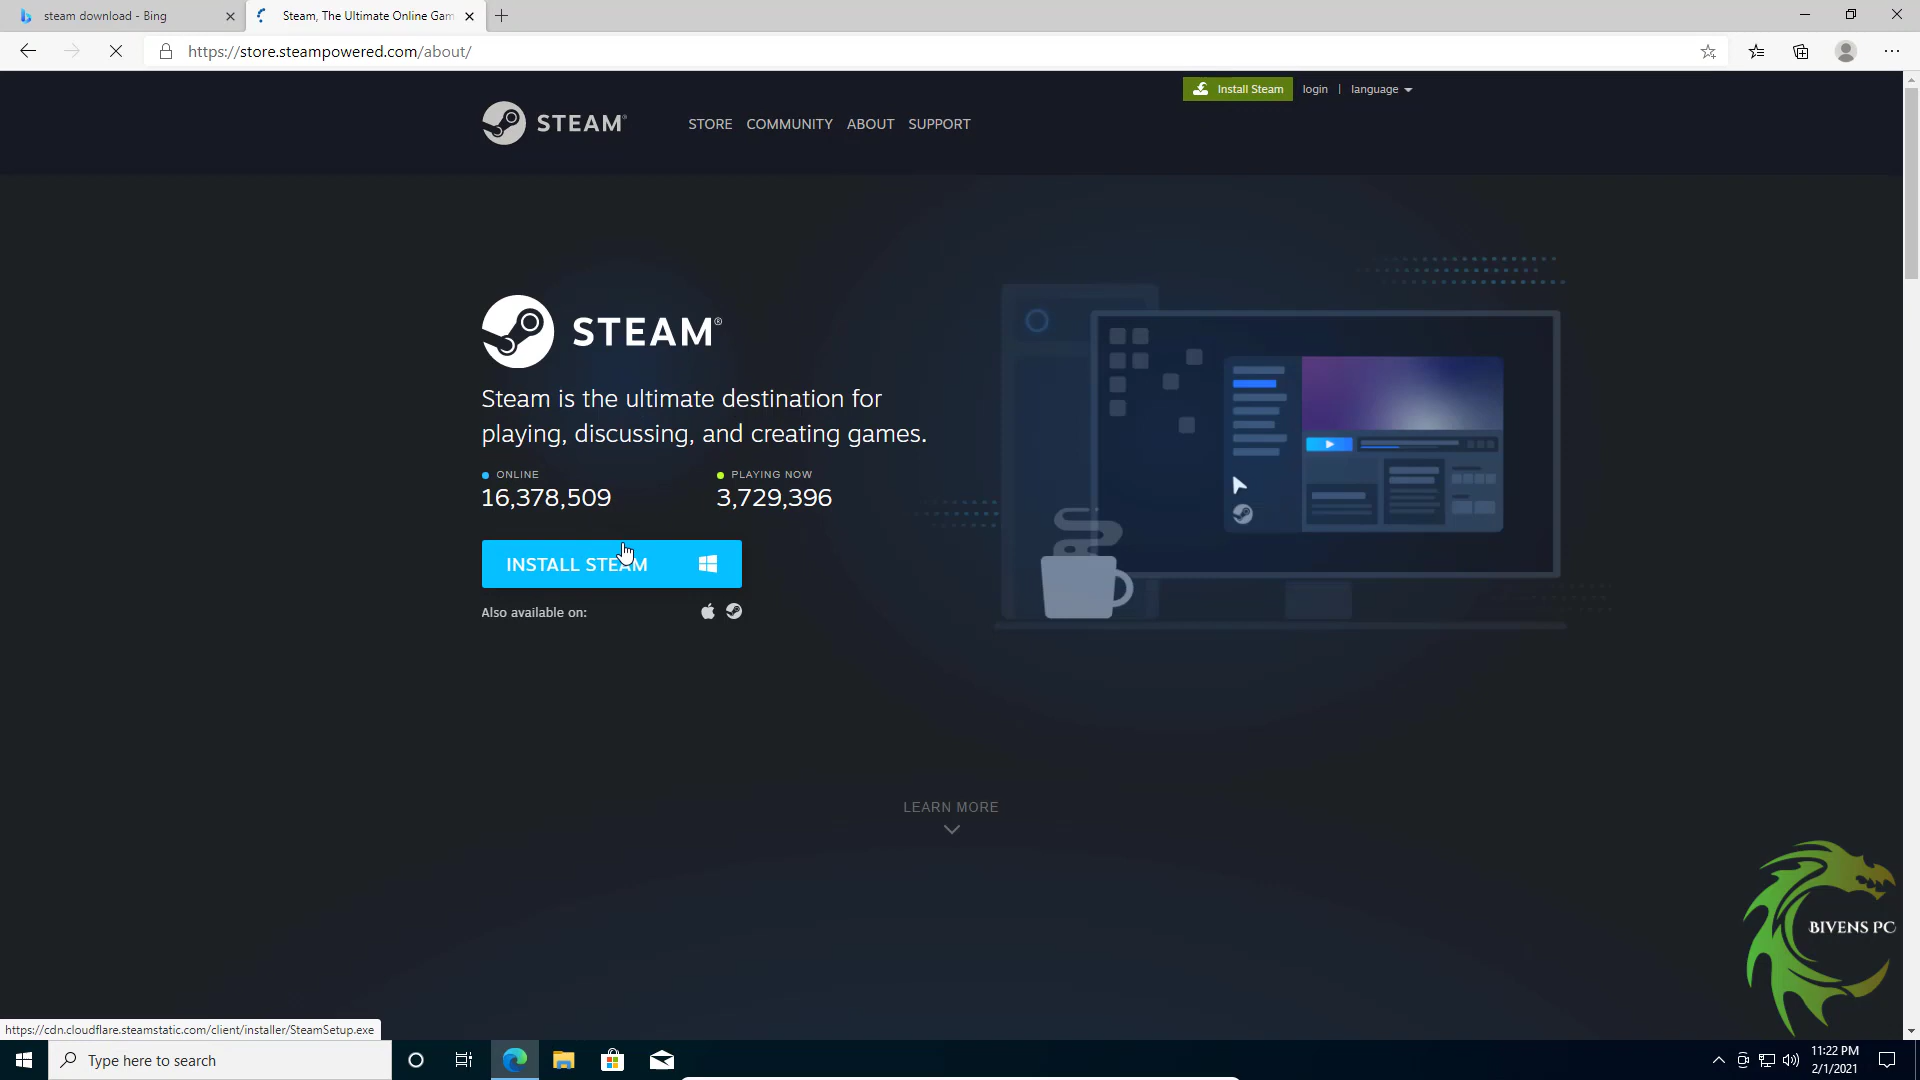 steam download - Bing
Steam, The Ultimate Online Gam
https://store.steampowered.com/about/
Install Steam
login | language
STEAM®
STORE COMMUNITY ABOUT SUPPORT
STEAM®
Steam is the ultimate destination for
playing, discussing, and creating games.
ONLINE
16,378,509
PLAYING NOW
3,729,396
INSTALL STEAM
Also available on:
LEARN MORE
BIVENS PC
https://cdn.cloudflare.steamstatic.com/client/installer/SteamSetup.exe
Type here to search
11:22 PM
2/1/2021